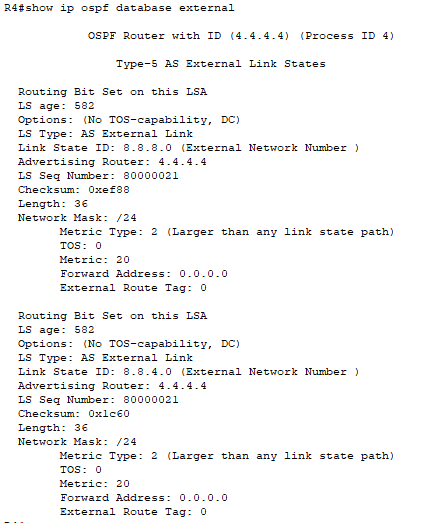 R4#show ip ospf database external
OSPF Router with ID (4.4.4.4) (Process ID 4)
Type-5 AS External Link States
Routing Bit Set on this LSA
LS age: 582
Options: (No TOS-capability, DC)
LS Type: AS External Link
Link State ID: 8.8.8.0 (External Network Number )
Advertising Router: 4.4.4.4
LS Seq Number: 80000021
Checksum: 0xef88
Length: 36
Network Mask: /24
Metric Type: 2 (Larger than any link state path)
TOS: 0
Metric: 20
Forward Address: 0.0.0.0
External Route Tag: 0
Routing Bit Set on this LSA
LS age: 582
Options: (No TOS-capability, DC)
LS Type: AS External Link
Link State ID: 8.8.4.0 (External Network Number )
Advertising Router: 4.4.4.4
LS Seq Number: 80000021
Checksum: 0x1c60
Length: 36
Network Mask: /24
Metric Type: 2 (Larger than any link state path)
TOS: 0
Metric: 20
Forward Address: 0.0.0.0
External Route Tag: 0